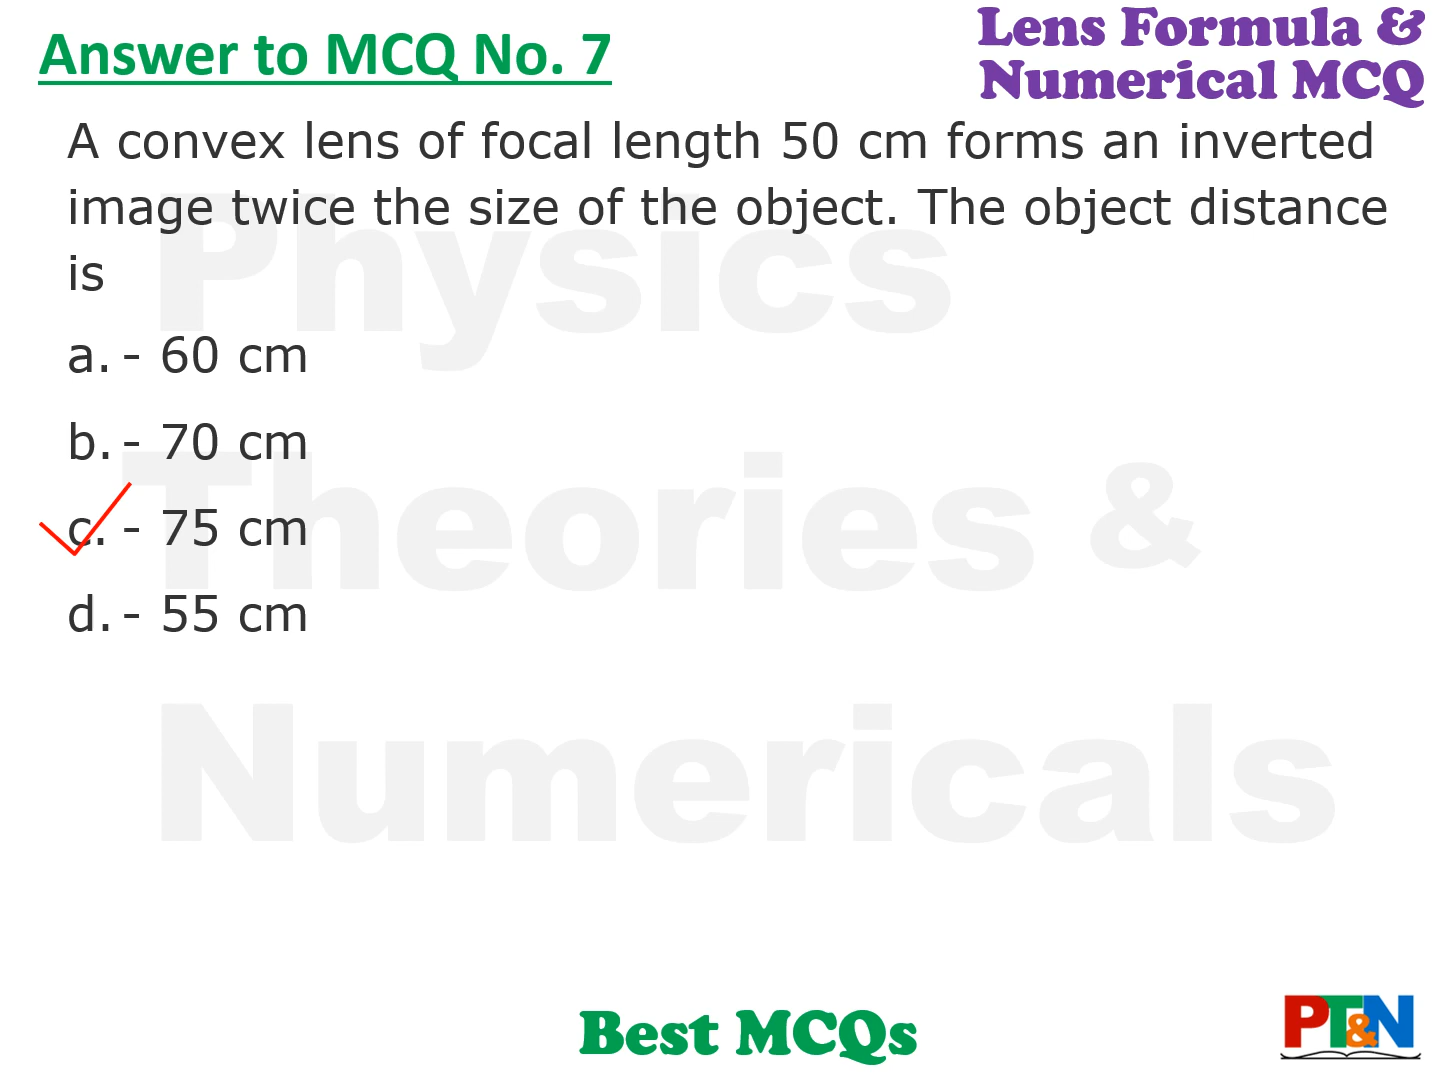 Answer to MCQ No. 7
Lens Formula &
Numerical MCQ
A convex lens of focal length 50 cm forms an inverted
image twice the size of the object. The object distance
is
a. - 60 cm
b. - 70 cm
c. - 75 cm
d. - 55 cm
Physics
Theories &
Numericals
Best MCQs
PT&N